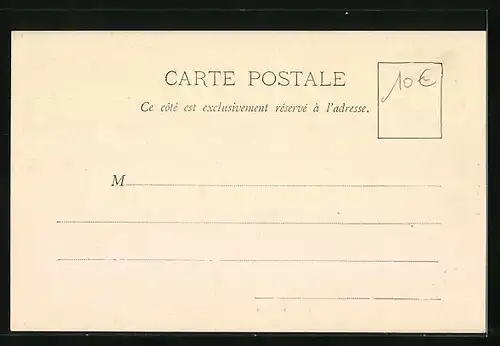 CARTE POSTALE
10€
Ce côté est exclusivement réservé à l'adresse.
M